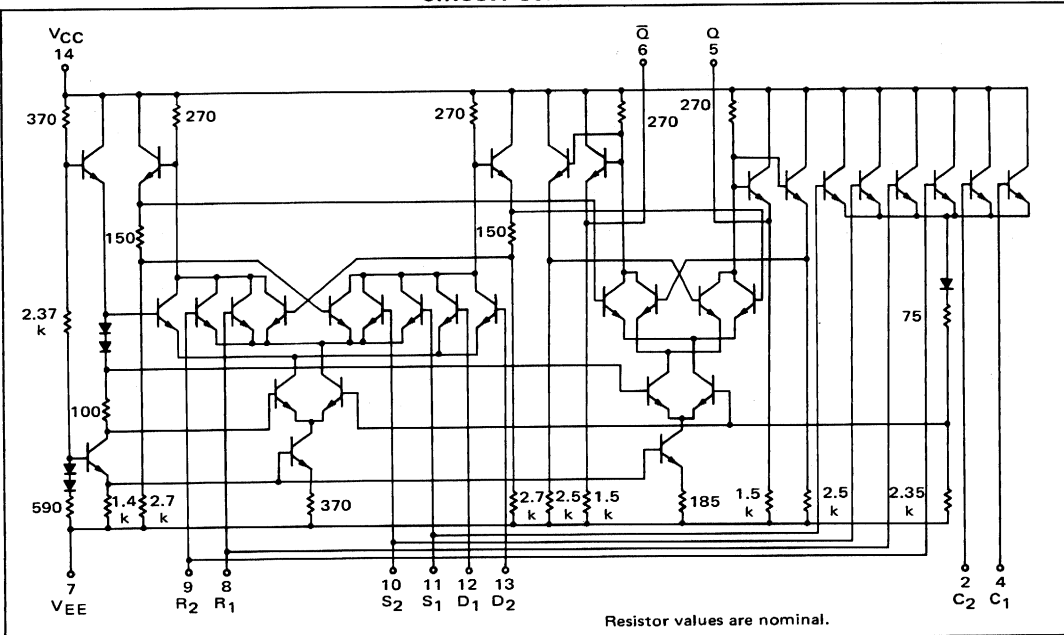 VCC
14
Q̄
6
Q
5
370
270
270
270
270
150
150
2.37
k
75
100
590
1.4
k
2.7
k
370
2.7
k
2.5
k
1.5
k
185
1.5
k
2.5
k
2.35
k
7
VEE
9
R2
8
R1
10
S2
11
S1
12
D1
13
D2
2
C2
4
C1
Resistor values are nominal.